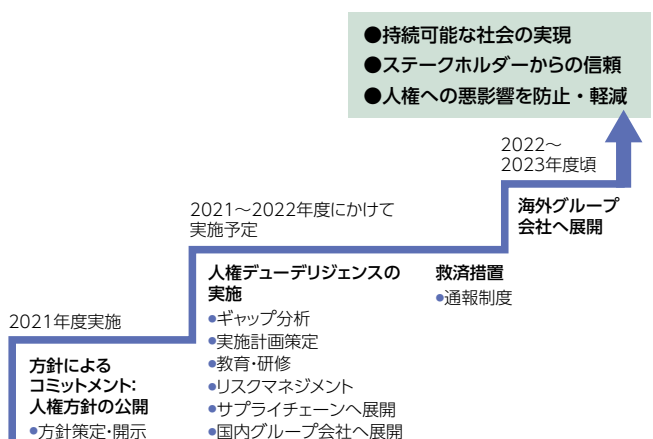 ●持続可能な社会の実現
●ステークホルダーからの信頼
●人権への悪影響を防止・軽減
2022～
2023年度頃
海外グループ
会社へ展開
2021～2022年度にかけて
実施予定
人権デューデリジェンスの
実施
●ギャップ分析
●実施計画策定
●教育・研修
●リスクマネジメント
●サプライチェーンへ展開
●国内グループ会社へ展開
救済措置
●通報制度
2021年度実施
方針による
コミットメント：
人権方針の公開
●方針策定・開示